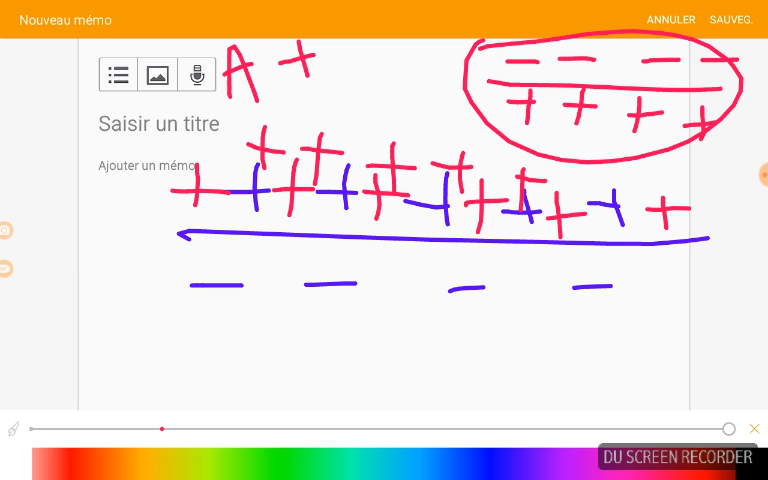 Nouveau mémo ANNULER SAUVEG.
A + - - - -
+ + + +
Saisir un titre
Ajouter un mémo
+ + + + +
+ + + + + + + + + + +
- - - -
DU SCREEN RECORDER